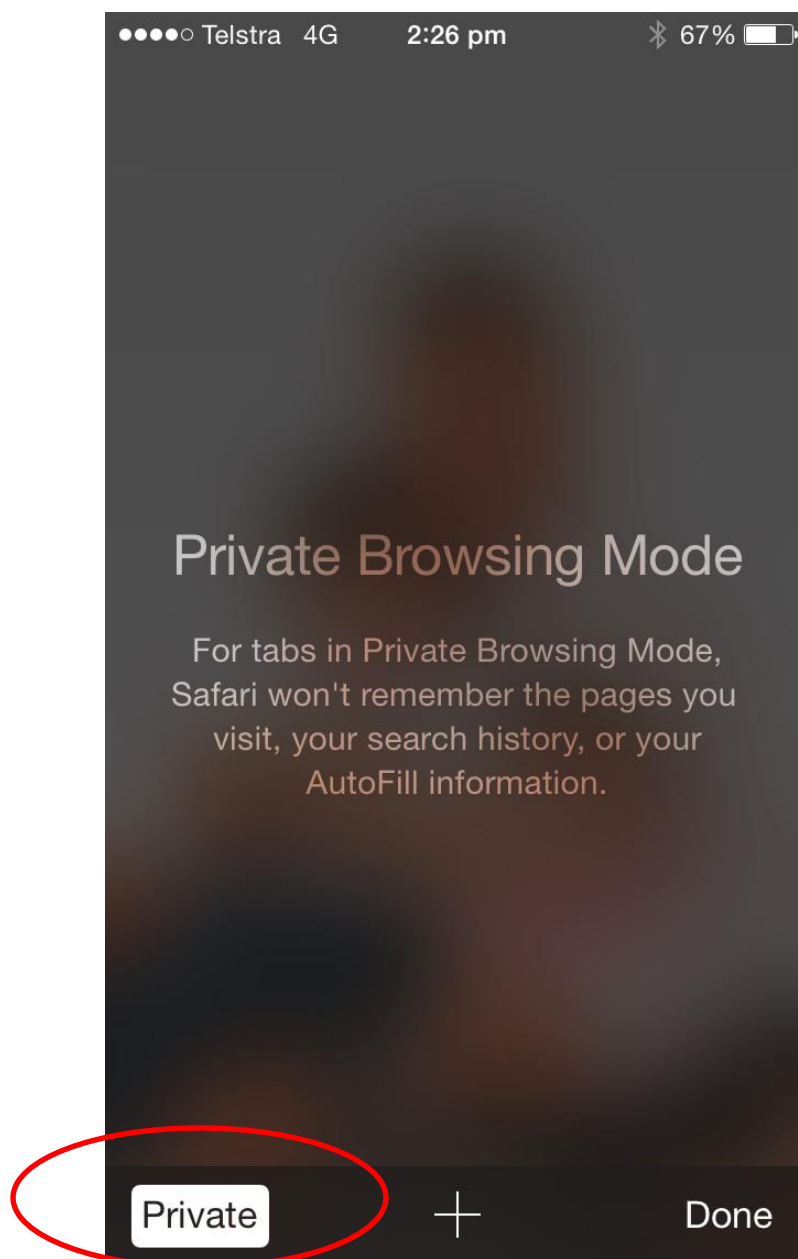 Telstra 4G 2:26 pm 67%
Private Browsing Mode
For tabs in Private Browsing Mode,
Safari won't remember the pages you
visit, your search history, or your
AutoFill information.
Private Done